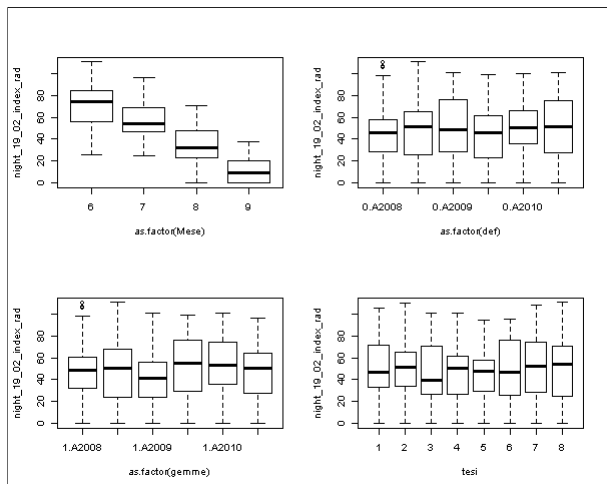 night_19_02_index_rad
0 20 40 60 80
6 7 8 9
as.factor(Mese)
night_19_02_index_rad
0 20 40 60 80
0.A2008 0.A2009 0.A2010
as.factor(def)
night_19_02_index_rad
0 20 40 60 80
1.A2008 1.A2009 1.A2010
as.factor(gemme)
night_19_02_index_rad
0 20 40 60 80
1 2 3 4 5 6 7 8
tesi